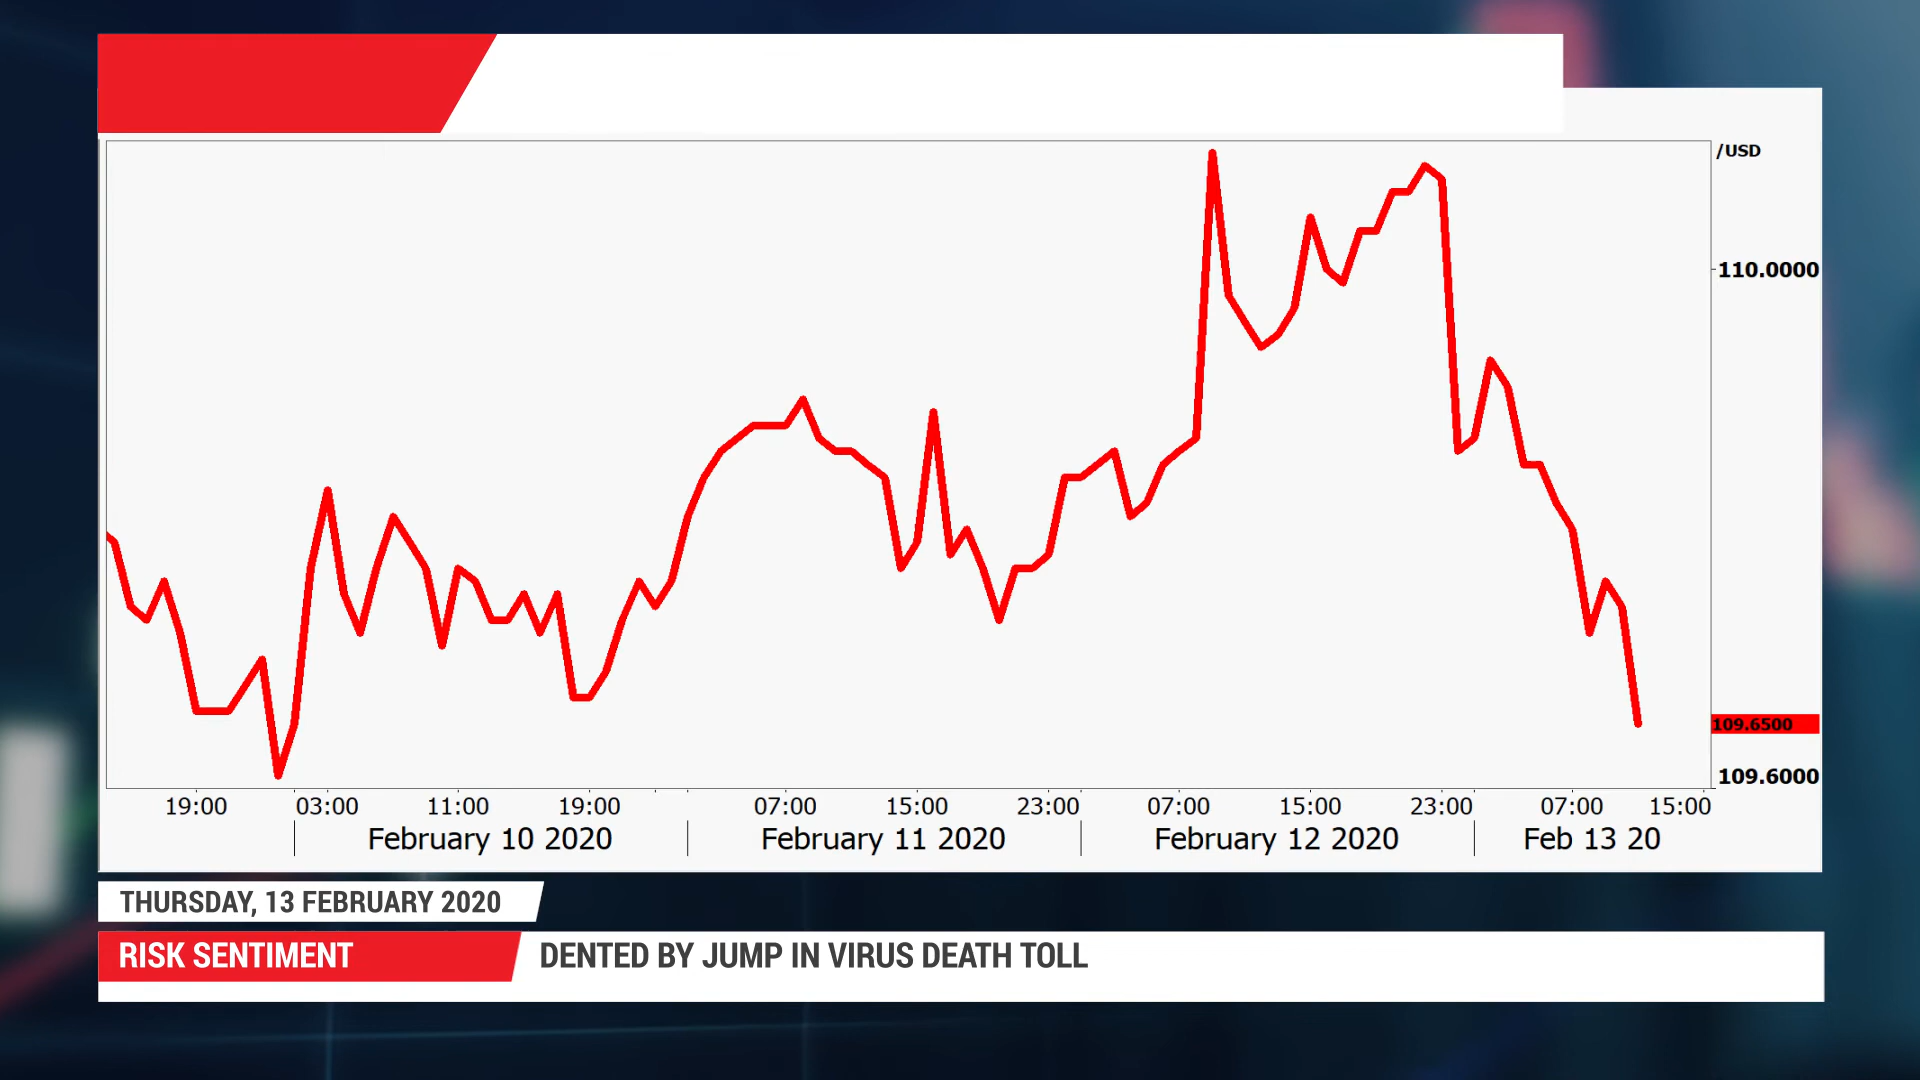 /USD
110.0000
109.6500
109.6000
19:00 03:00 11:00 19:00 07:00 15:00 23:00 07:00 15:00 23:00 07:00 15:00
February 10 2020 February 11 2020 February 12 2020 Feb 13 20
THURSDAY, 13 FEBRUARY 2020
RISK SENTIMENT DENTED BY JUMP IN VIRUS DEATH TOLL